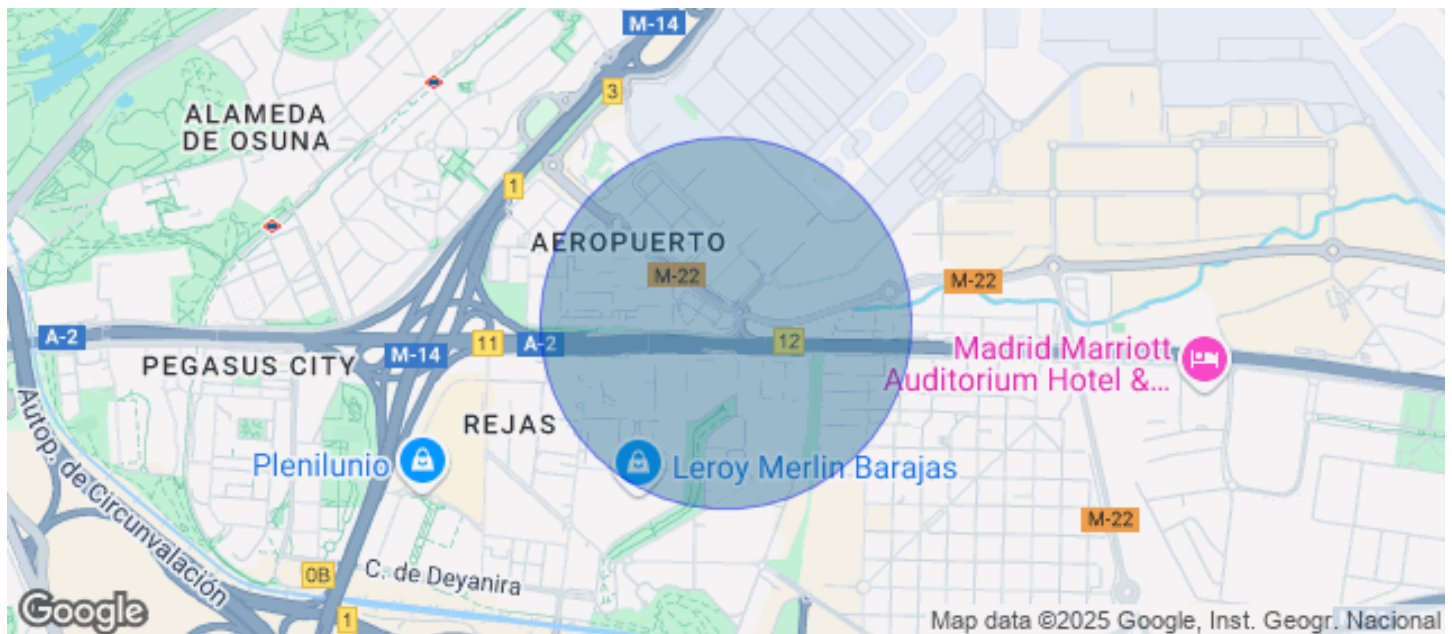 M-14
3
ALAMEDA
DE OSUNA
1
AEROPUERTO
M-22
M-22
A-2
11
A-2
12
M-14
PEGASUS CITY
Madrid Marriott
Auditorium Hotel &...
REJAS
Plenilunio
Leroy Merlin Barajas
Autop. de Circunvalación
M-22
0B
C. de Deyanira
1
Google
Map data ©2025 Google, Inst. Geogr. Nacional